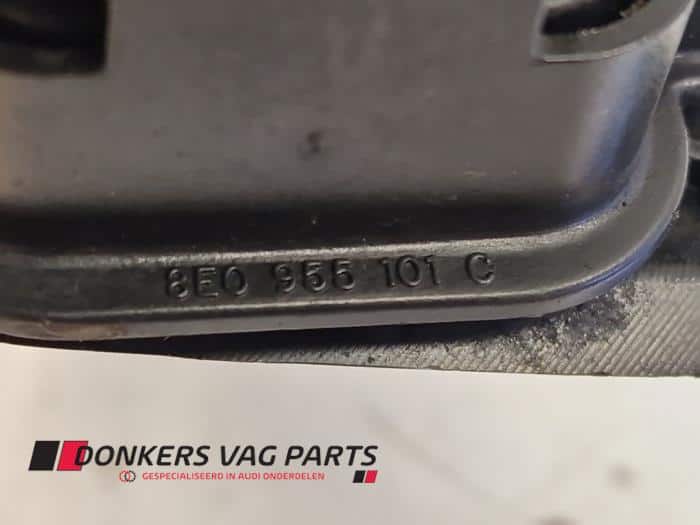 8E0 955 101 C
DONKERS VAG PARTS
GESPECIALISEERD IN AUDI ONDERDELEN